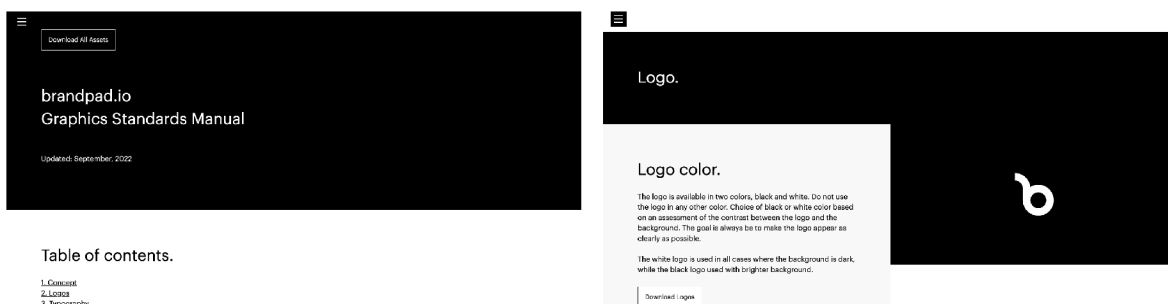 Download All Assets
brandpad.io
Graphics Standards Manual
Updated: September, 2022
Table of contents.
1. Concept
2. Logos
3. Typography
Logo.
Logo color.
The logo is available in two colors, black and white. Do not use
the logo in any other color. Choice of black or white color based
on an assessment of the contrast between the logo and the
background. The goal is always be to make the logo appear as
clearly as possible.
The white logo is used in all cases where the background is dark,
while the black logo used with brighter background.
Download Logos